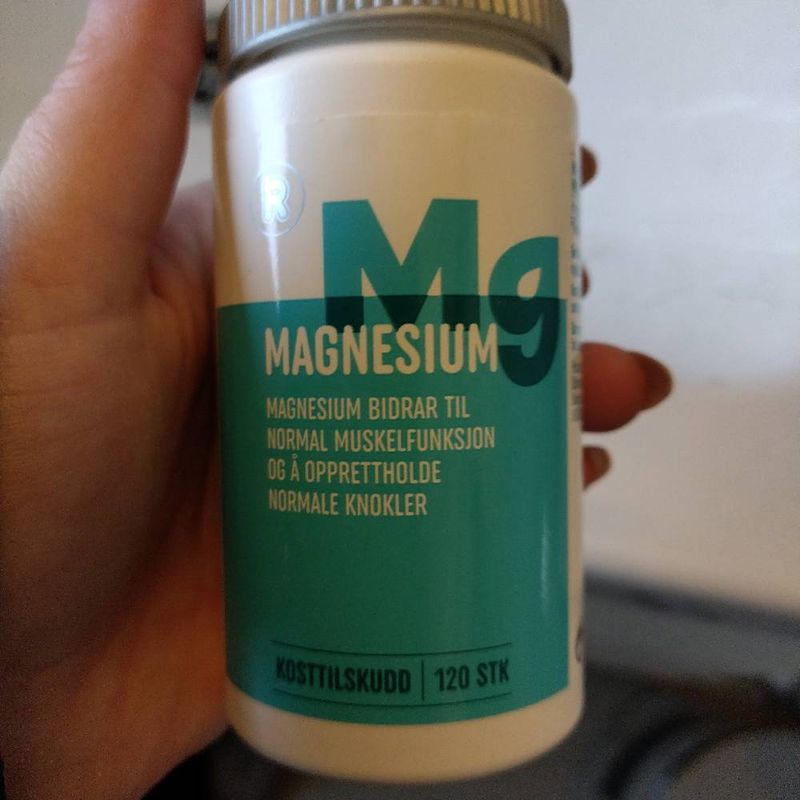 R
Mg
MAGNESIUM
MAGNESIUM BIDRAR TIL
NORMAL MUSKELFUNKSJON
OG Å OPPRETTHOLDE
NORMALE KNOKLER
KOSTTILSKUDD | 120 STK